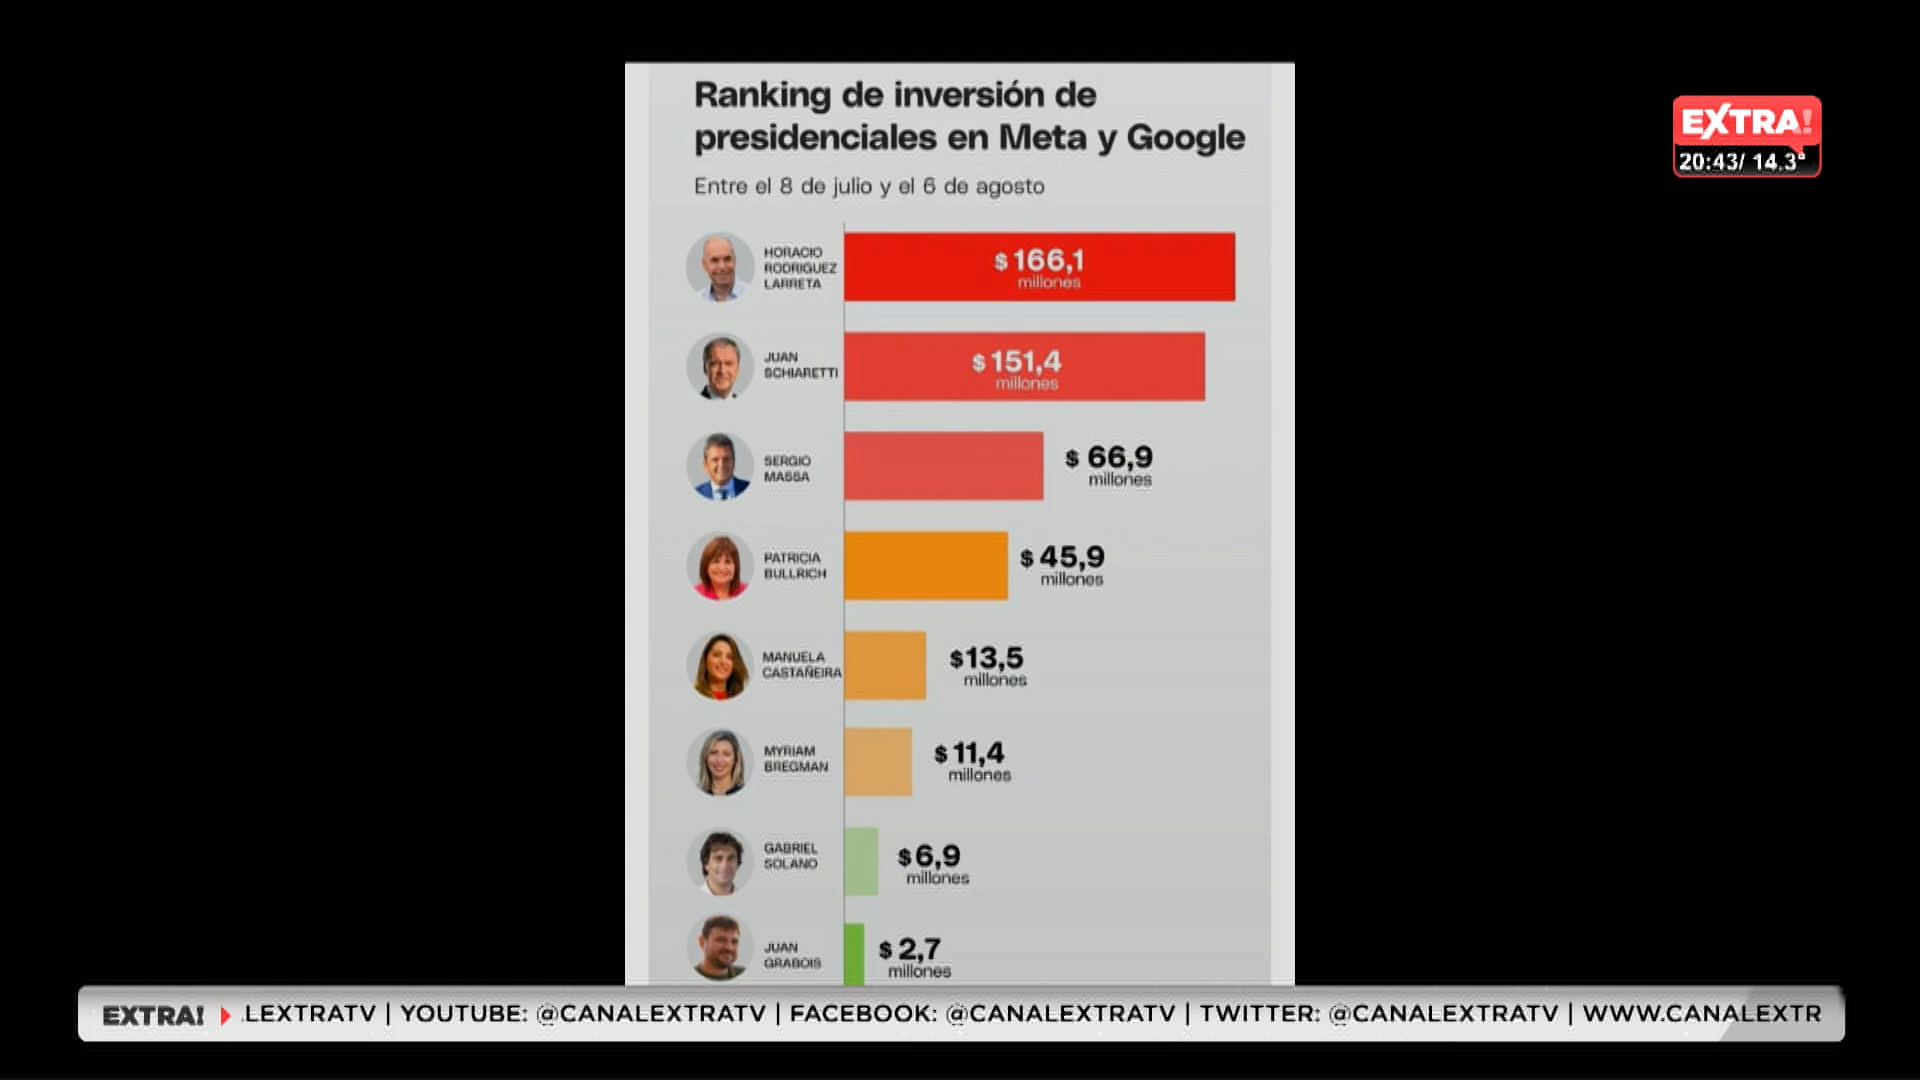 Ranking de inversión de
presidenciales en Meta y Google
Entre el 8 de julio y el 6 de agosto
EXTRA!
20:43/ 14.3°
HORACIO
RODRIGUEZ
LARRETA
$ 166,1
millones
JUAN
SCHIARETTI
$ 151,4
millones
SERGIO
MASSA
$ 66,9
millones
PATRICIA
BULLRICH
$ 45,9
millones
MANUELA
CASTAÑEIRA
$13,5
millones
MYRIAM
BREGMAN
$ 11,4
millones
GABRIEL
SOLANO
$6,9
millones
JUAN
GRABOIS
$ 2,7
millones
EXTRA! LEXTRATV | YOUTUBE: @CANALEXTRATV | FACEBOOK: @CANALEXTRATV | TWITTER: @CANALEXTRATV | WWW.CANALEXTR